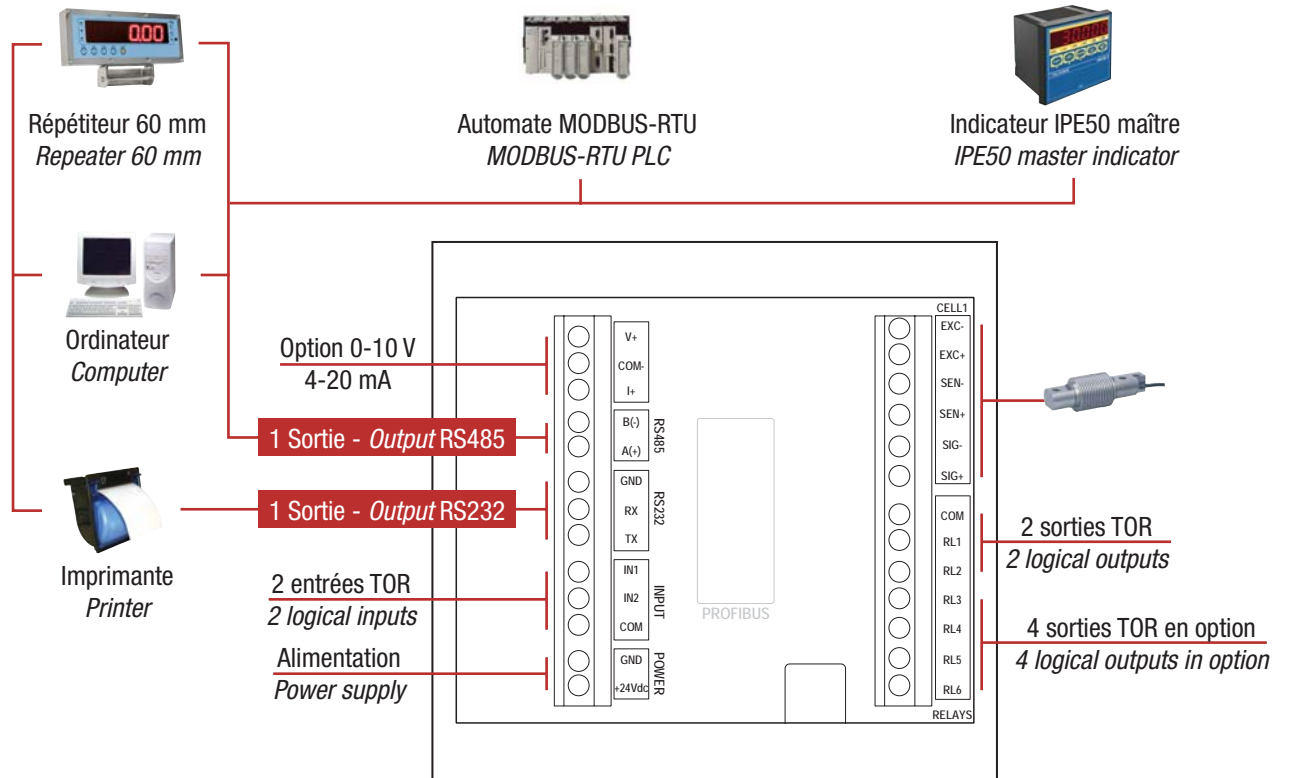 0.00
30000
Répétiteur 60 mm
Repeater 60 mm
Automate MODBUS-RTU
MODBUS-RTU PLC
Indicateur IPE50 maître
IPE50 master indicator
Ordinateur
Computer
Imprimante
Printer
Option 0-10 V
4-20 mA
1 Sortie - Output RS485
1 Sortie - Output RS232
2 entrées TOR
2 logical inputs
Alimentation
Power supply
V+
COM-
I+
B(-)
A(+)
RS485
GND
RX
TX
RS232
IN1
IN2
COM
INPUT
GND
+24Vdc
POWER
PROFIBUS
CELL1
EXC-
EXC+
SEN-
SEN+
SIG-
SIG+
COM
RL1
RL2
RL3
RL4
RL5
RL6
RELAYS
2 sorties TOR
2 logical outputs
4 sorties TOR en option
4 logical outputs in option